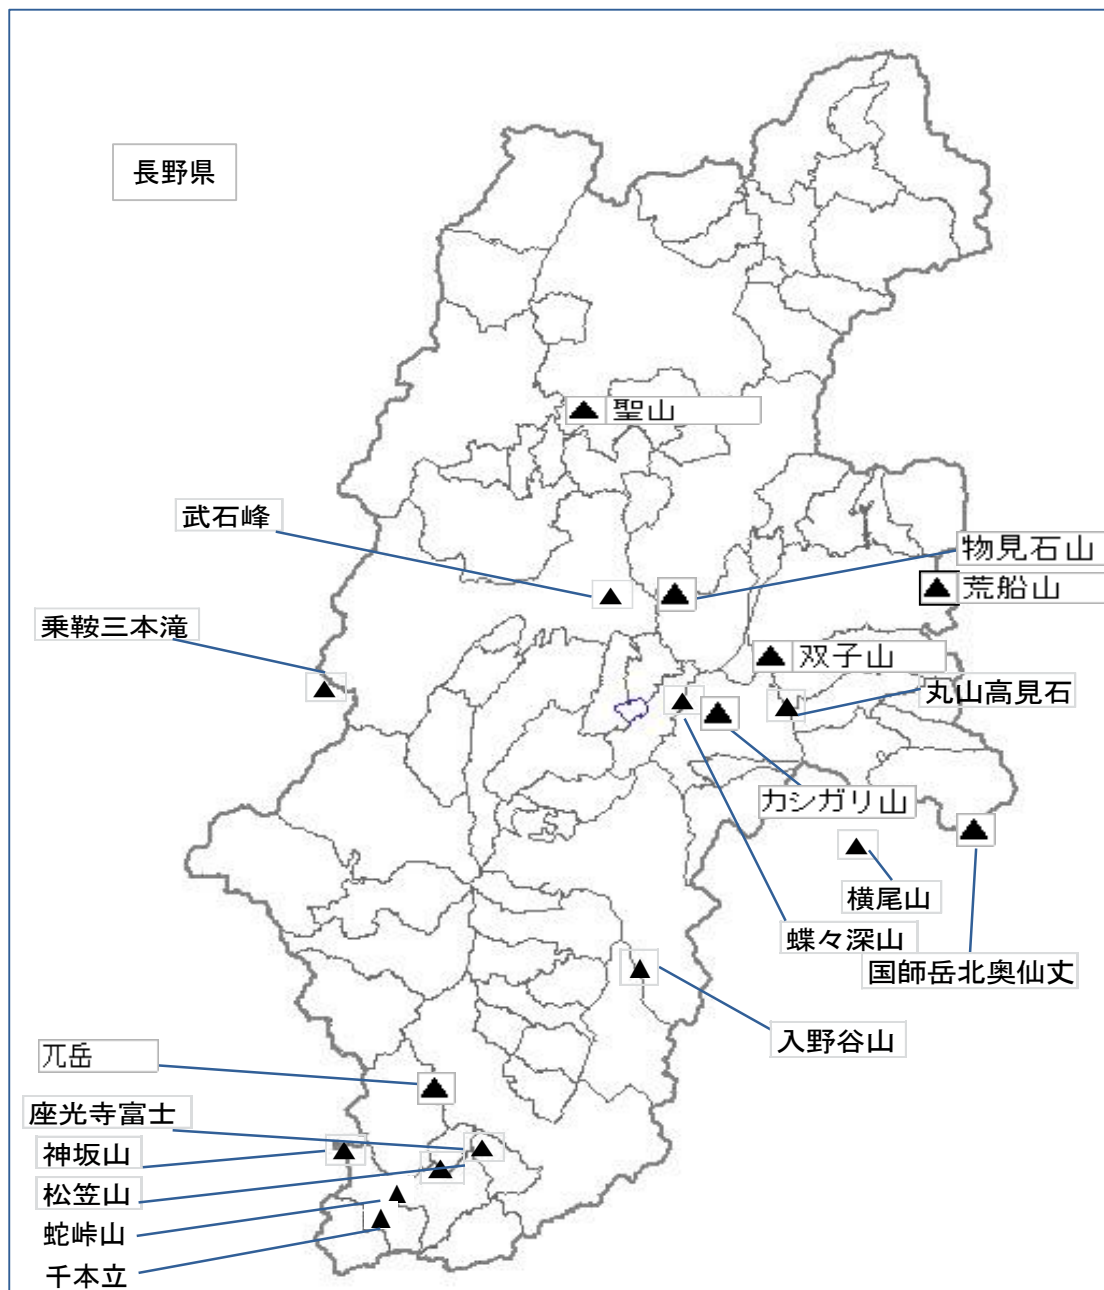 長野県
聖山
武石峰
物見石山
荒船山
乗鞍三本滝
双子山
丸山高見石
カシガリ山
横尾山
蝶々深山
国師岳北奥仙丈
入野谷山
兀岳
座光寺富士
神坂山
松笠山
蛇峠山
千本立